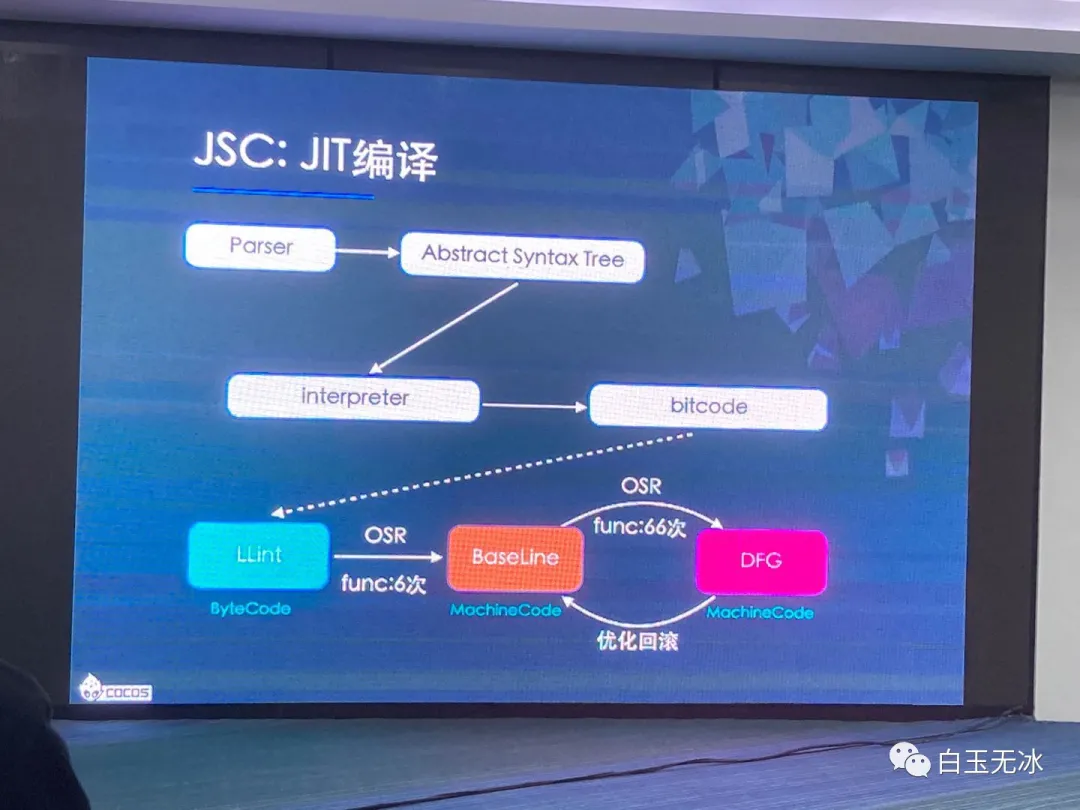 JSC: JIT编译
Parser
Abstract Syntax Tree
interpreter
bitcode
OSR
func:66次
LLint
OSR
func:6次
BaseLine
DFG
ByteCode
MachineCode
MachineCode
优化回滚
COCOS
白玉无冰